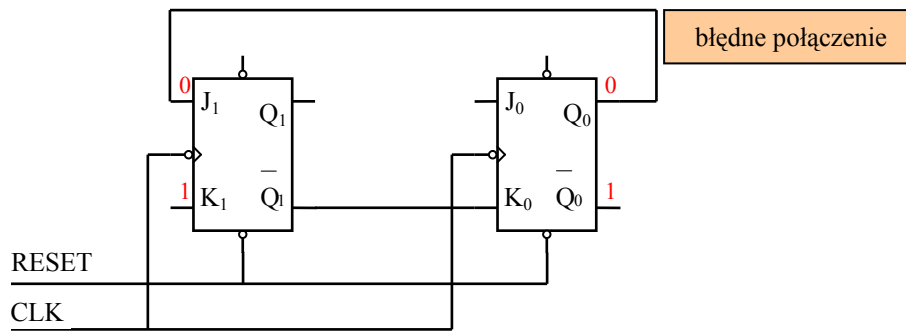 błędne połączenie
0
0
J₁
Q₁
J₀
Q₀
1
K₁
Q̅₁
K₀
Q̅₀
1
RESET
CLK